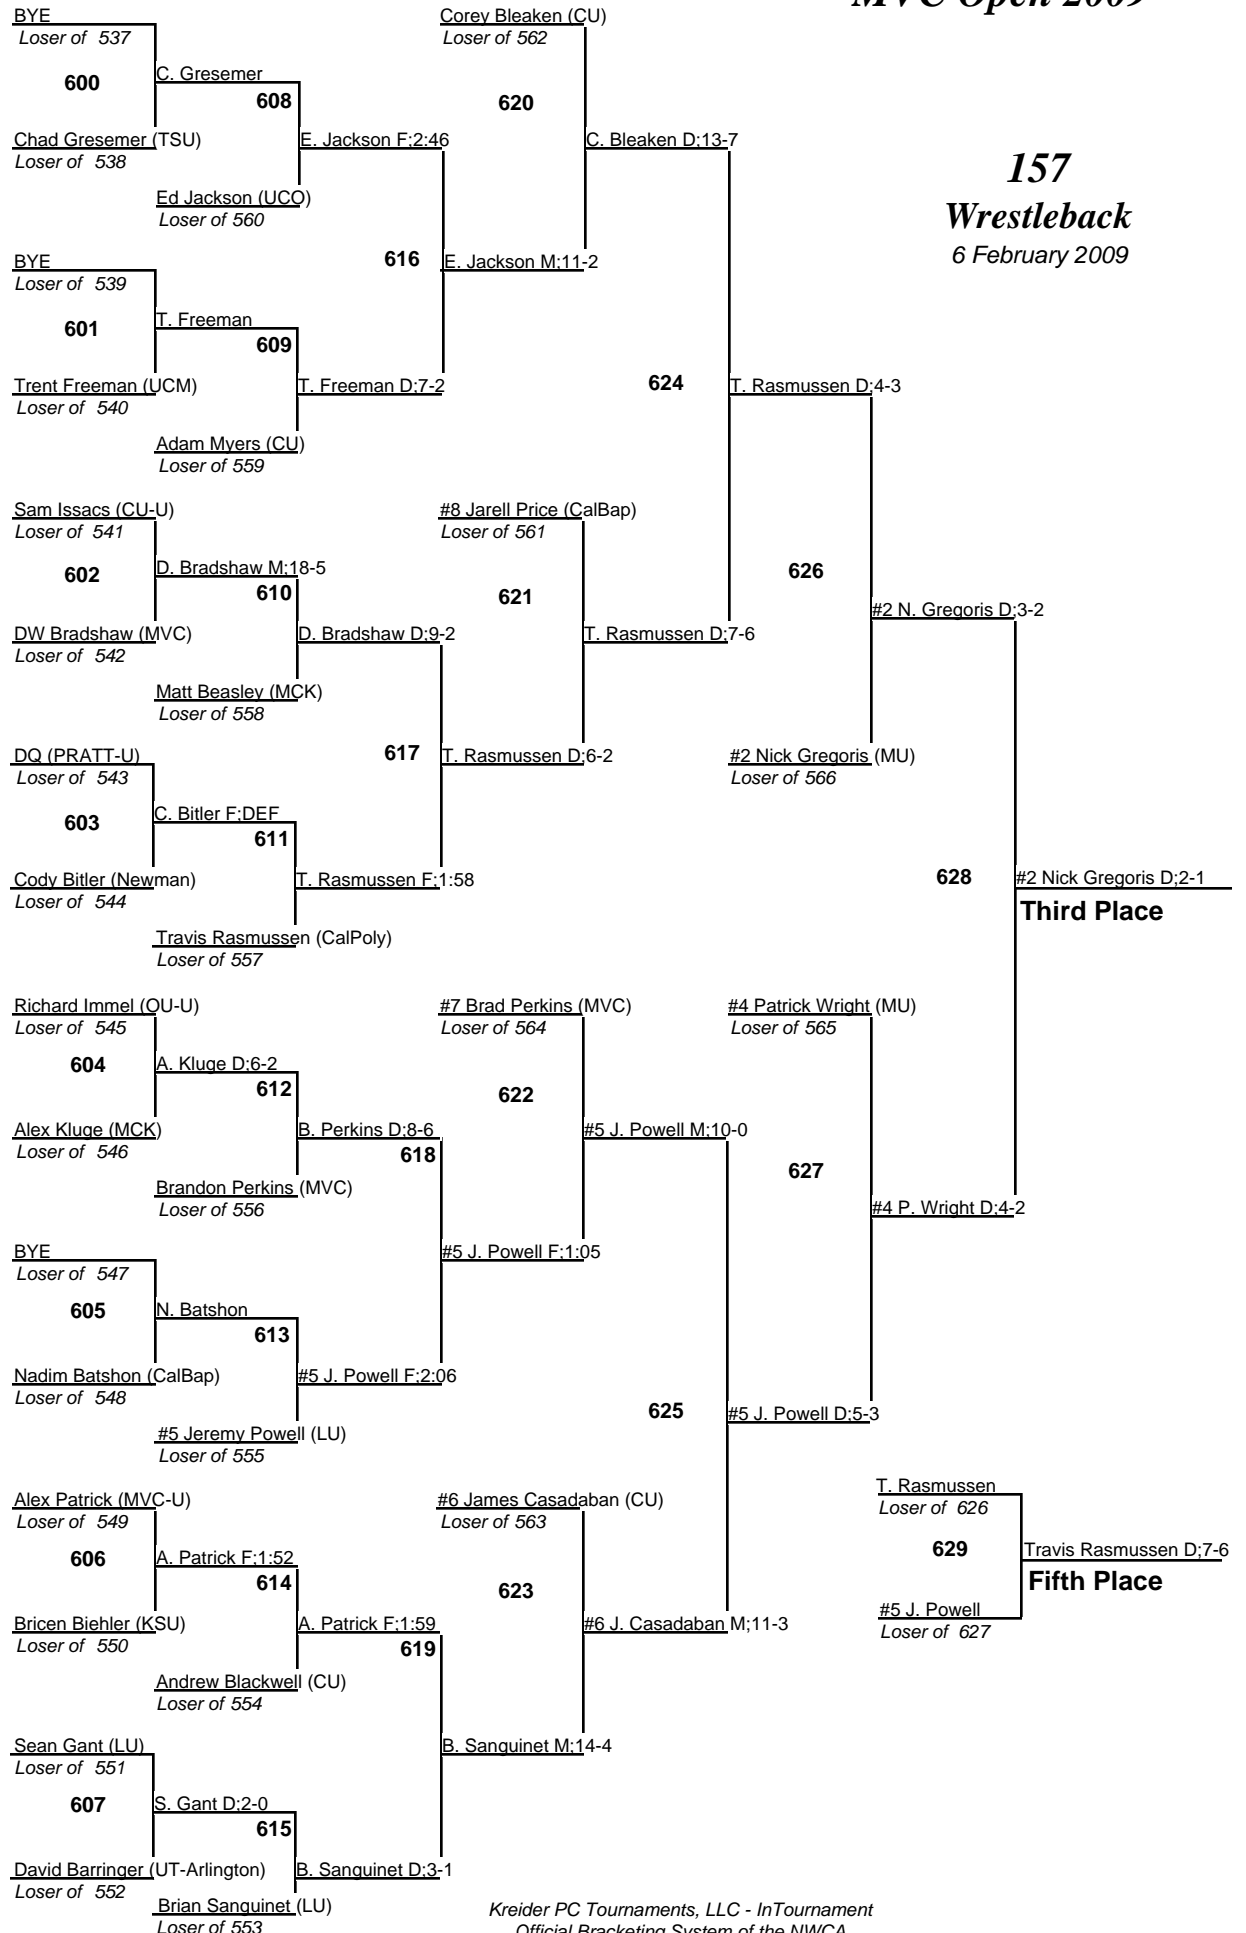 MVC Open 2009
BYE
Loser of 537
600
C. Gresemer
608
Chad Gresemer (TSU)
Loser of 538
E. Jackson F;2:46
Ed Jackson (UCO)
Loser of 560
Corey Bleaken (CU)
Loser of 562
620
C. Bleaken D;13-7
157
Wrestleback
6 February 2009
616
E. Jackson M;11-2
BYE
Loser of 539
601
T. Freeman
609
Trent Freeman (UCM)
Loser of 540
T. Freeman D;7-2
Adam Myers (CU)
Loser of 559
624
T. Rasmussen D;4-3
Sam Issacs (CU-U)
Loser of 541
602
D. Bradshaw M;18-5
610
DW Bradshaw (MVC)
Loser of 542
D. Bradshaw D;9-2
Matt Beasley (MCK)
Loser of 558
#8 Jarell Price (CalBap)
Loser of 561
621
T. Rasmussen D;7-6
626
#2 N. Gregoris D;3-2
617
T. Rasmussen D;6-2
#2 Nick Gregoris (MU)
Loser of 566
DQ (PRATT-U)
Loser of 543
603
C. Bitler F;DEF
611
Cody Bitler (Newman)
Loser of 544
T. Rasmussen F;1:58
Travis Rasmussen (CalPoly)
Loser of 557
628
#2 Nick Gregoris D;2-1
Third Place
Richard Immel (OU-U)
Loser of 545
604
A. Kluge D;6-2
612
Alex Kluge (MCK)
Loser of 546
B. Perkins D;8-6
618
Brandon Perkins (MVC)
Loser of 556
#7 Brad Perkins (MVC)
Loser of 564
622
#5 J. Powell M;10-0
#4 Patrick Wright (MU)
Loser of 565
627
#4 P. Wright D;4-2
#5 J. Powell F;1:05
BYE
Loser of 547
605
N. Batshon
613
Nadim Batshon (CalBap)
Loser of 548
#5 J. Powell F;2:06
#5 Jeremy Powell (LU)
Loser of 555
625
#5 J. Powell D;5-3
Alex Patrick (MVC-U)
Loser of 549
606
A. Patrick F;1:52
614
Bricen Biehler (KSU)
Loser of 550
A. Patrick F;1:59
619
Andrew Blackwell (CU)
Loser of 554
#6 James Casadaban (CU)
Loser of 563
623
#6 J. Casadaban M;11-3
T. Rasmussen
Loser of 626
629
Travis Rasmussen D;7-6
Fifth Place
#5 J. Powell
Loser of 627
B. Sanguinet M;14-4
Sean Gant (LU)
Loser of 551
607
S. Gant D;2-0
615
David Barringer (UT-Arlington)
Loser of 552
B. Sanguinet D;3-1
Brian Sanguinet (LU)
Loser of 553
Kreider PC Tournaments, LLC - InTournament
Official Bracketing System of the NWCA